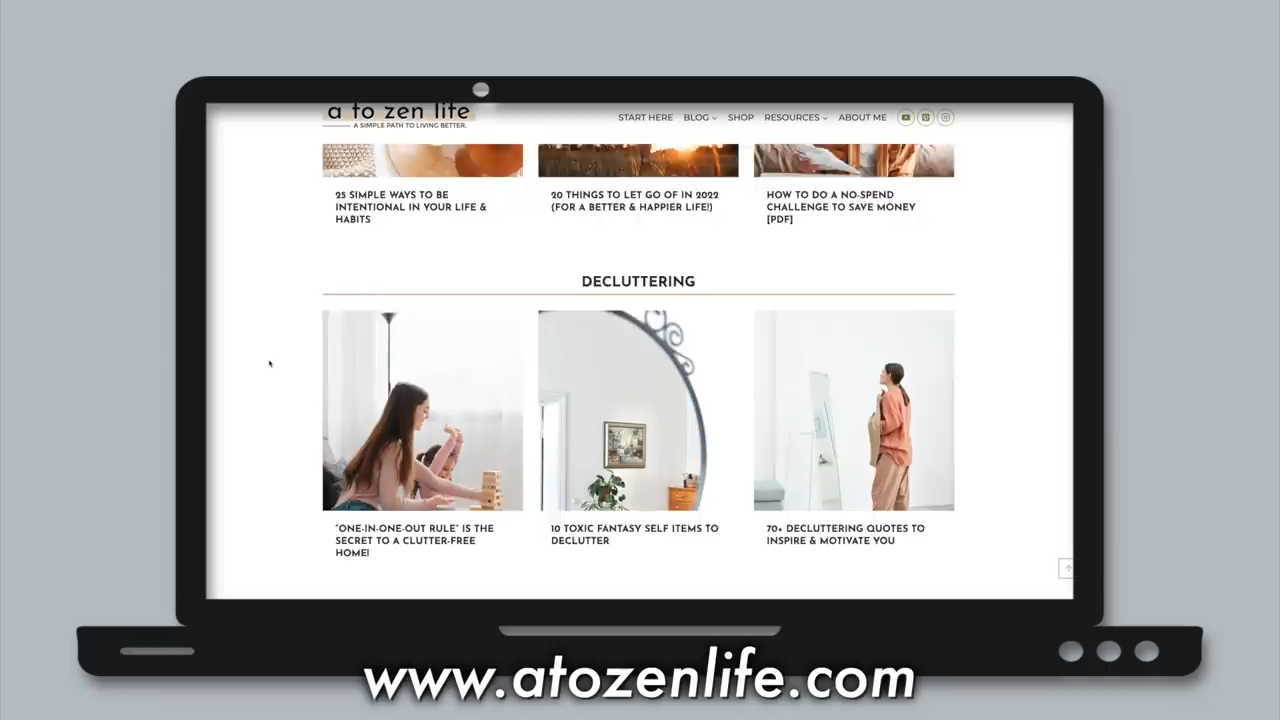 a to zen life
A SIMPLE PATH TO LIVING BETTER.
START HERE BLOG SHOP RESOURCES ABOUT ME
25 SIMPLE WAYS TO BE
INTENTIONAL IN YOUR LIFE &
HABITS
20 THINGS TO LET GO OF IN 2022
(FOR A BETTER & HAPPIER LIFE!)
HOW TO DO A NO-SPEND
CHALLENGE TO SAVE MONEY
[PDF]
DECLUTTERING
"ONE-IN-ONE-OUT RULE" IS THE
SECRET TO A CLUTTER-FREE
HOME!
10 TOXIC FANTASY SELF ITEMS TO
DECLUTTER
70+ DECLUTTERING QUOTES TO
INSPIRE & MOTIVATE YOU
www.atozenlife.com